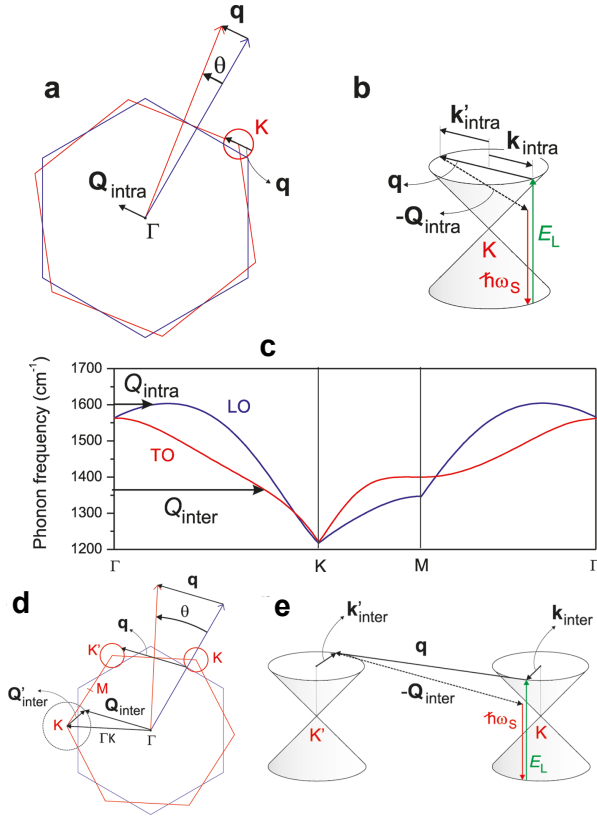 a
q
θ
K
q
Q intra
Γ
b
k'intra
k intra
q
-Q intra
K
E L
ħω S
c
Phonon frequency (cm-1)
1700
1600
1500
1400
1300
1200
Q intra
LO
TO
Q inter
Γ
K
M
Γ
d
q
q
θ
K'
K
M
Q'inter
Q inter
K
ΓK
Γ
e
k'inter
k inter
q
-Q inter
ħω S
K'
K
E L